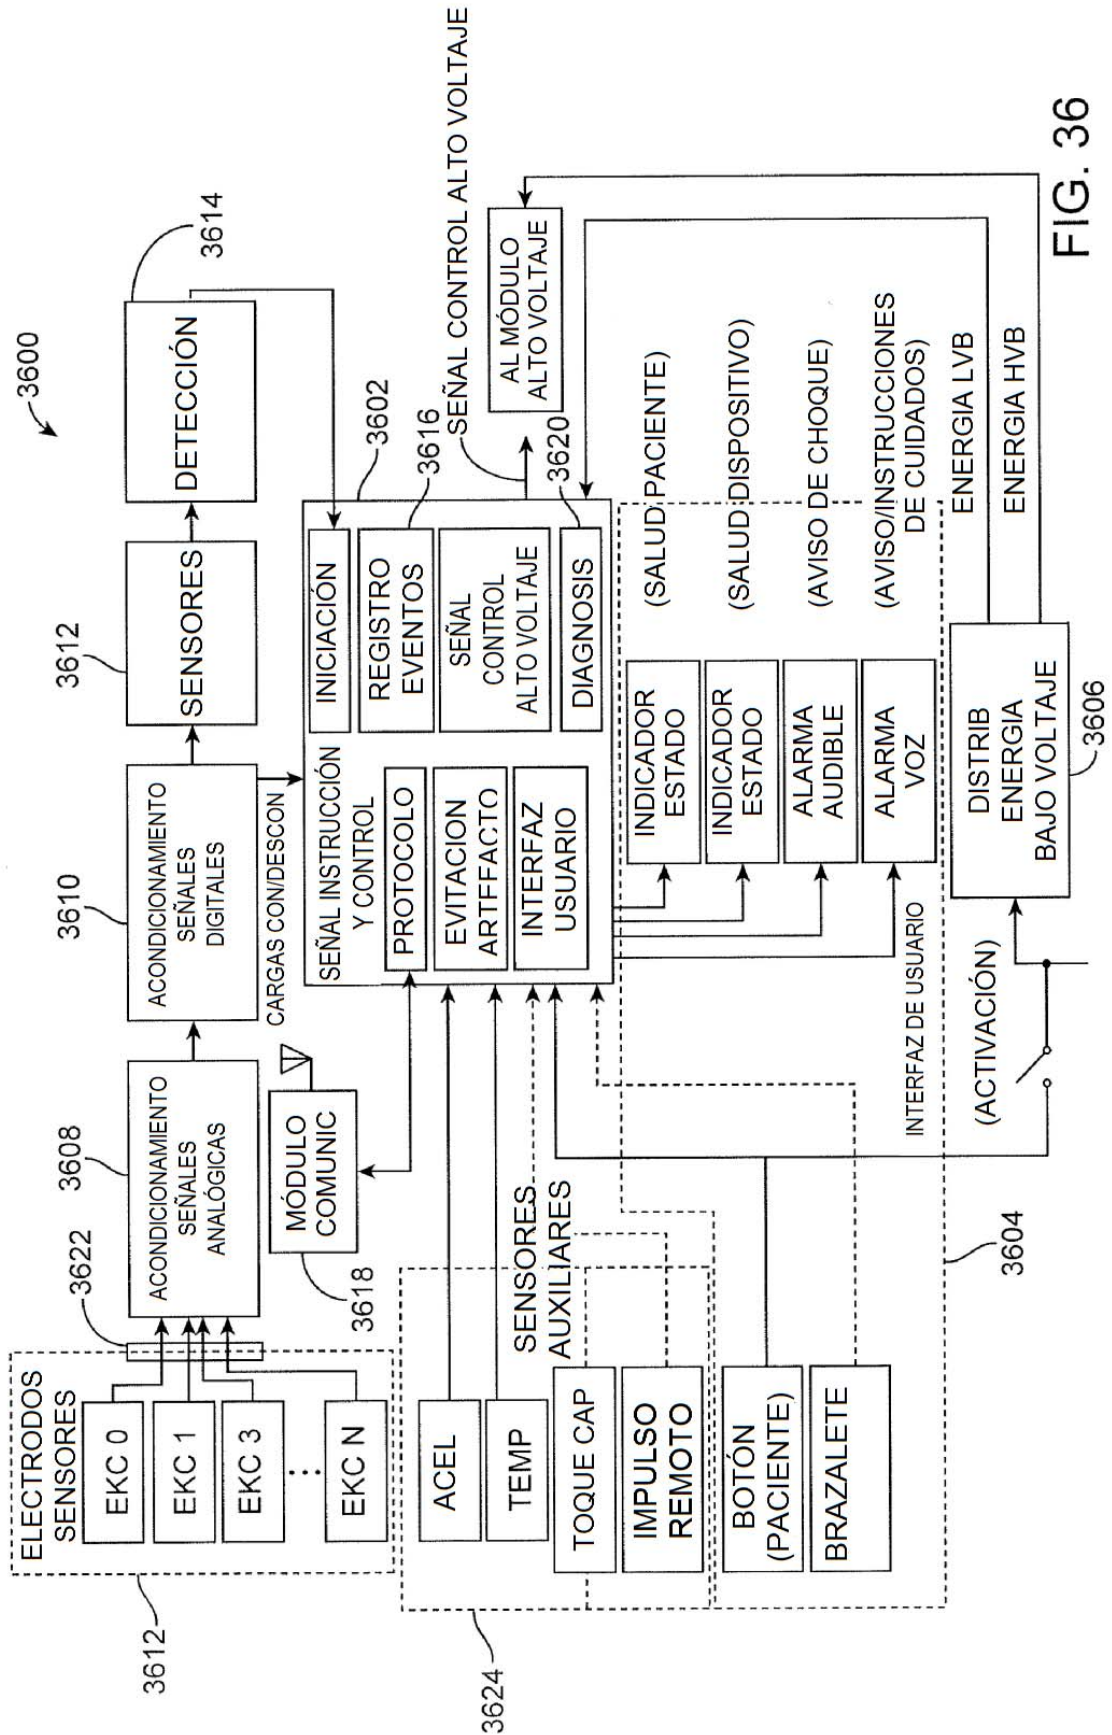 3600
ELECTRODOS
SENSORES
EKC 0
EKC 1
EKC 3
EKC N
3612
3622
3608
ACONDICIONAMIENTO
SEÑALES
ANALÓGICAS
3610
ACONDICIONAMIENTO
SEÑALES
DIGITALES
3612
SENSORES
DETECCIÓN
3614
CARGAS CON/DESCON
MÓDULO
COMUNIC
3618
SEÑAL INSTRUCCIÓN
Y CONTROL
3602
PROTOCOLO
EVITACION
ARTFFACTO
INTERFAZ
USUARIO
INICIACIÓN
REGISTRO
EVENTOS
3616
SEÑAL
CONTROL
ALTO VOLTAJE
DIAGNOSIS
3620
SEÑAL CONTROL ALTO VOLTAJE
AL MÓDULO
ALTO VOLTAJE
3624
ACEL
TEMP
TOQUE CAP
IMPULSO
REMOTO
SENSORES
AUXILIARES
BOTÓN
(PACIENTE)
BRAZALETE
3604
INTERFAZ DE USUARIO
INDICADOR
ESTADO
(SALUD PACIENTE)
INDICADOR
ESTADO
(SALUD DISPOSITIVO)
ALARMA
AUDIBLE
(AVISO DE CHOQUE)
ALARMA
VOZ
(AVISO/INSTRUCCIONES
DE CUIDADOS)
(ACTIVACIÓN)
DISTRIB
ENERGIA
BAJO VOLTAJE
3606
ENERGIA LVB
ENERGIA HVB
FIG. 36